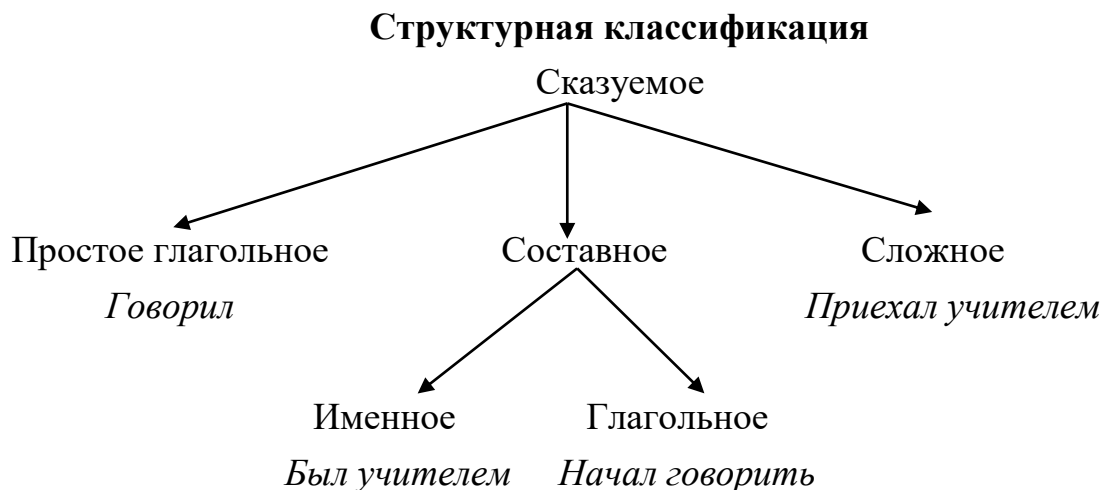 Структурная классификация
Сказуемое
Простое глагольное Составное Сложное
Говорил Приехал учителем
Именное Глагольное
Был учителем Начал говорить